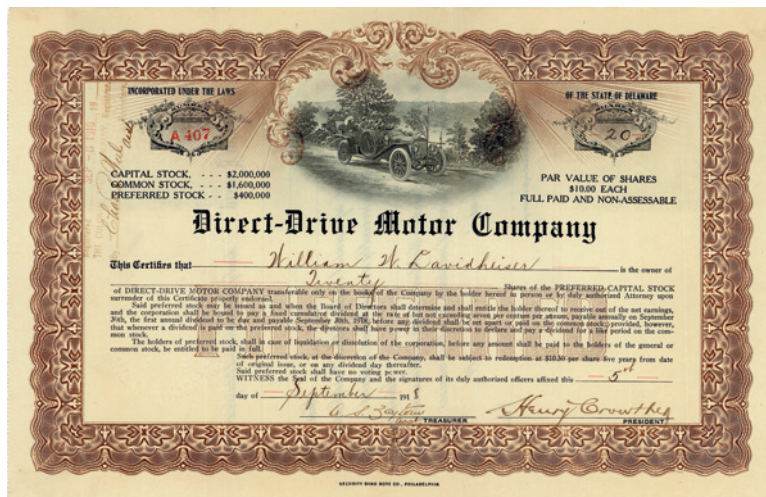 INCORPORATED UNDER THE LAWS
OF THE STATE OF DELAWARE
NUMBER
A 407
SHARES
20
CAPITAL STOCK, - - - $2,000,000
COMMON STOCK, - - - $1,600,000
PREFERRED STOCK - - $400,000
PAR VALUE OF SHARES
$10.00 EACH
FULL PAID AND NON-ASSESSABLE
Direct-Drive Motor Company
This Certifies that William W. Davidheiser is the owner of
Twenty Shares of the PREFERRED CAPITAL STOCK
of DIRECT-DRIVE MOTOR COMPANY transferable only on the books of the Company by the holder hereof in person or by duly authorized Attorney upon
surrender of this Certificate properly endorsed.
Said preferred stock may be issued as and when the Board of Directors shall determine and shall entitle the holder thereof to receive out of the net earnings,
and the corporation shall be bound to pay a fixed cumulative dividend at the rate of but not exceeding seven per centum per annum, payable annually on September
30th, the first annual dividend to be due and payable September 30th, 1918, before any dividend shall be set apart or paid on the common stock; provided, however,
that whenever a dividend is paid on the preferred stock, the directors shall have power in their discretion to declare and pay a dividend for a like period on the com-
mon stock.
The holders of preferred stock, shall in case of liquidation or dissolution of the corporation, before any amount shall be paid to the holders of the general or
common stock, be entitled to be paid in full.
Such preferred stock, at the discretion of the Company, shall be subject to redemption at $10.50 per share five years from date
of original issue, or on any dividend day thereafter.
Said preferred stock shall have no voting power.
WITNESS the Seal of the Company and the signatures of its duly authorized officers affixed this 5th
day of September 1918
TREASURER
Henry Crowther
PRESIDENT
SECURITY BANK NOTE CO., PHILADELPHIA